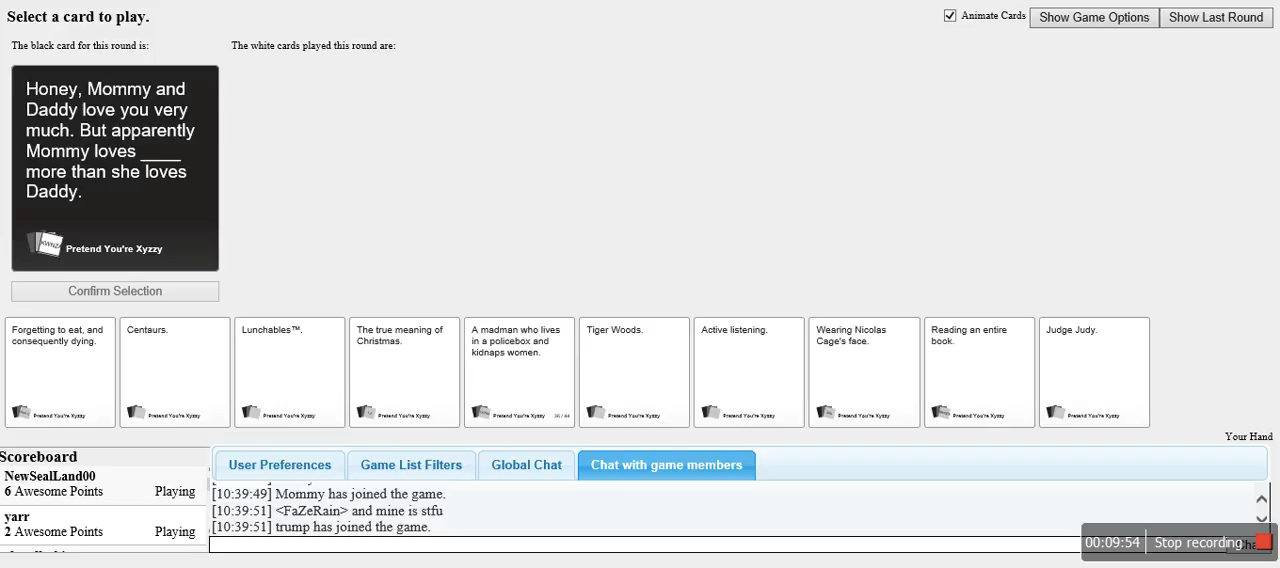 Select a card to play.
Animate Cards
Show Game Options
Show Last Round
The black card for this round is:
The white cards played this round are:
Honey, Mommy and
Daddy love you very
much. But apparently
Mommy loves ____
more than she loves
Daddy.
Pretend You're Xyzzy
Confirm Selection
Forgetting to eat, and
consequently dying.
Pretend You're Xyzzy
Centaurs.
Pretend You're Xyzzy
Lunchables™.
Pretend You're Xyzzy
The true meaning of
Christmas.
Pretend You're Xyzzy
A madman who lives
in a policebox and
kidnaps women.
Pretend You're Xyzzy
Tiger Woods.
Pretend You're Xyzzy
Active listening.
Pretend You're Xyzzy
Wearing Nicolas
Cage's face.
Pretend You're Xyzzy
Reading an entire
book.
Pretend You're Xyzzy
Judge Judy.
Pretend You're Xyzzy
Your Hand
Scoreboard
NewSealLand00
6 Awesome Points
Playing
yarr
2 Awesome Points
Playing
User Preferences
Game List Filters
Global Chat
Chat with game members
[10:39:49] Mommy has joined the game.
[10:39:51] <FaZeRain> and mine is stfu
[10:39:51] trump has joined the game.
00:09:54
Stop recording